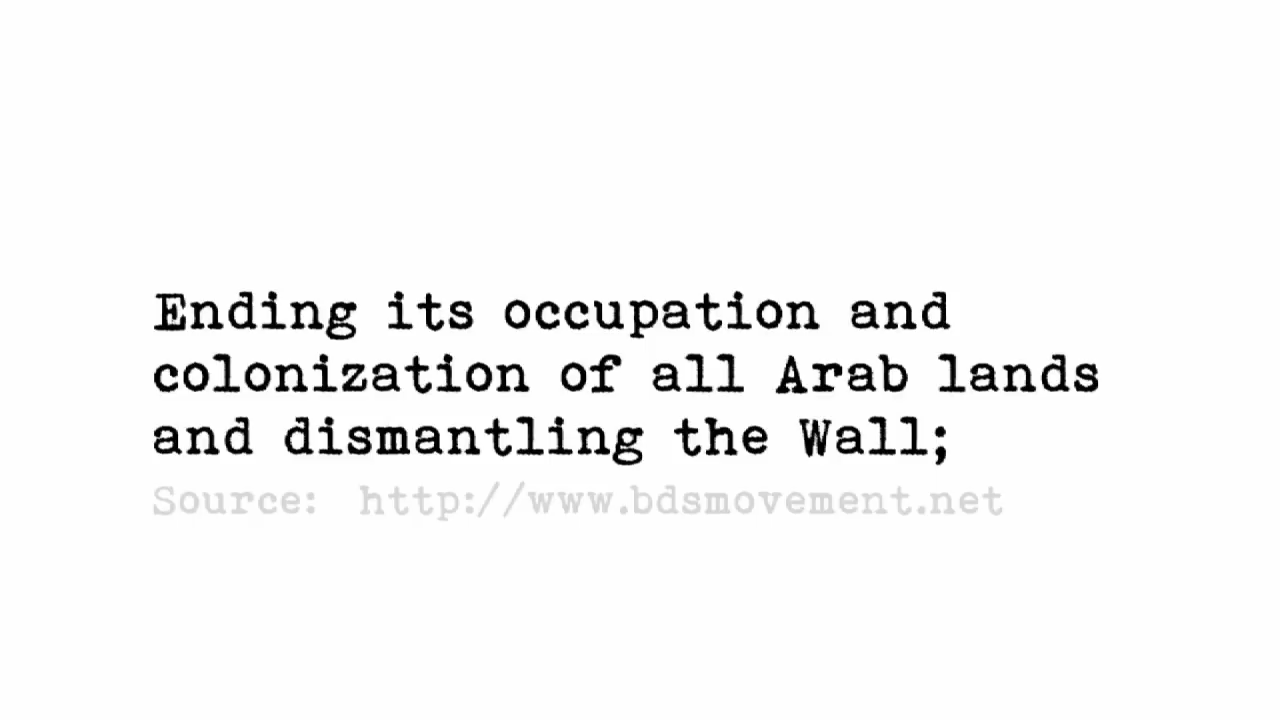 Ending its occupation and
colonization of all Arab lands
and dismantling the Wall;
Source: http://www.bdsmovement.net